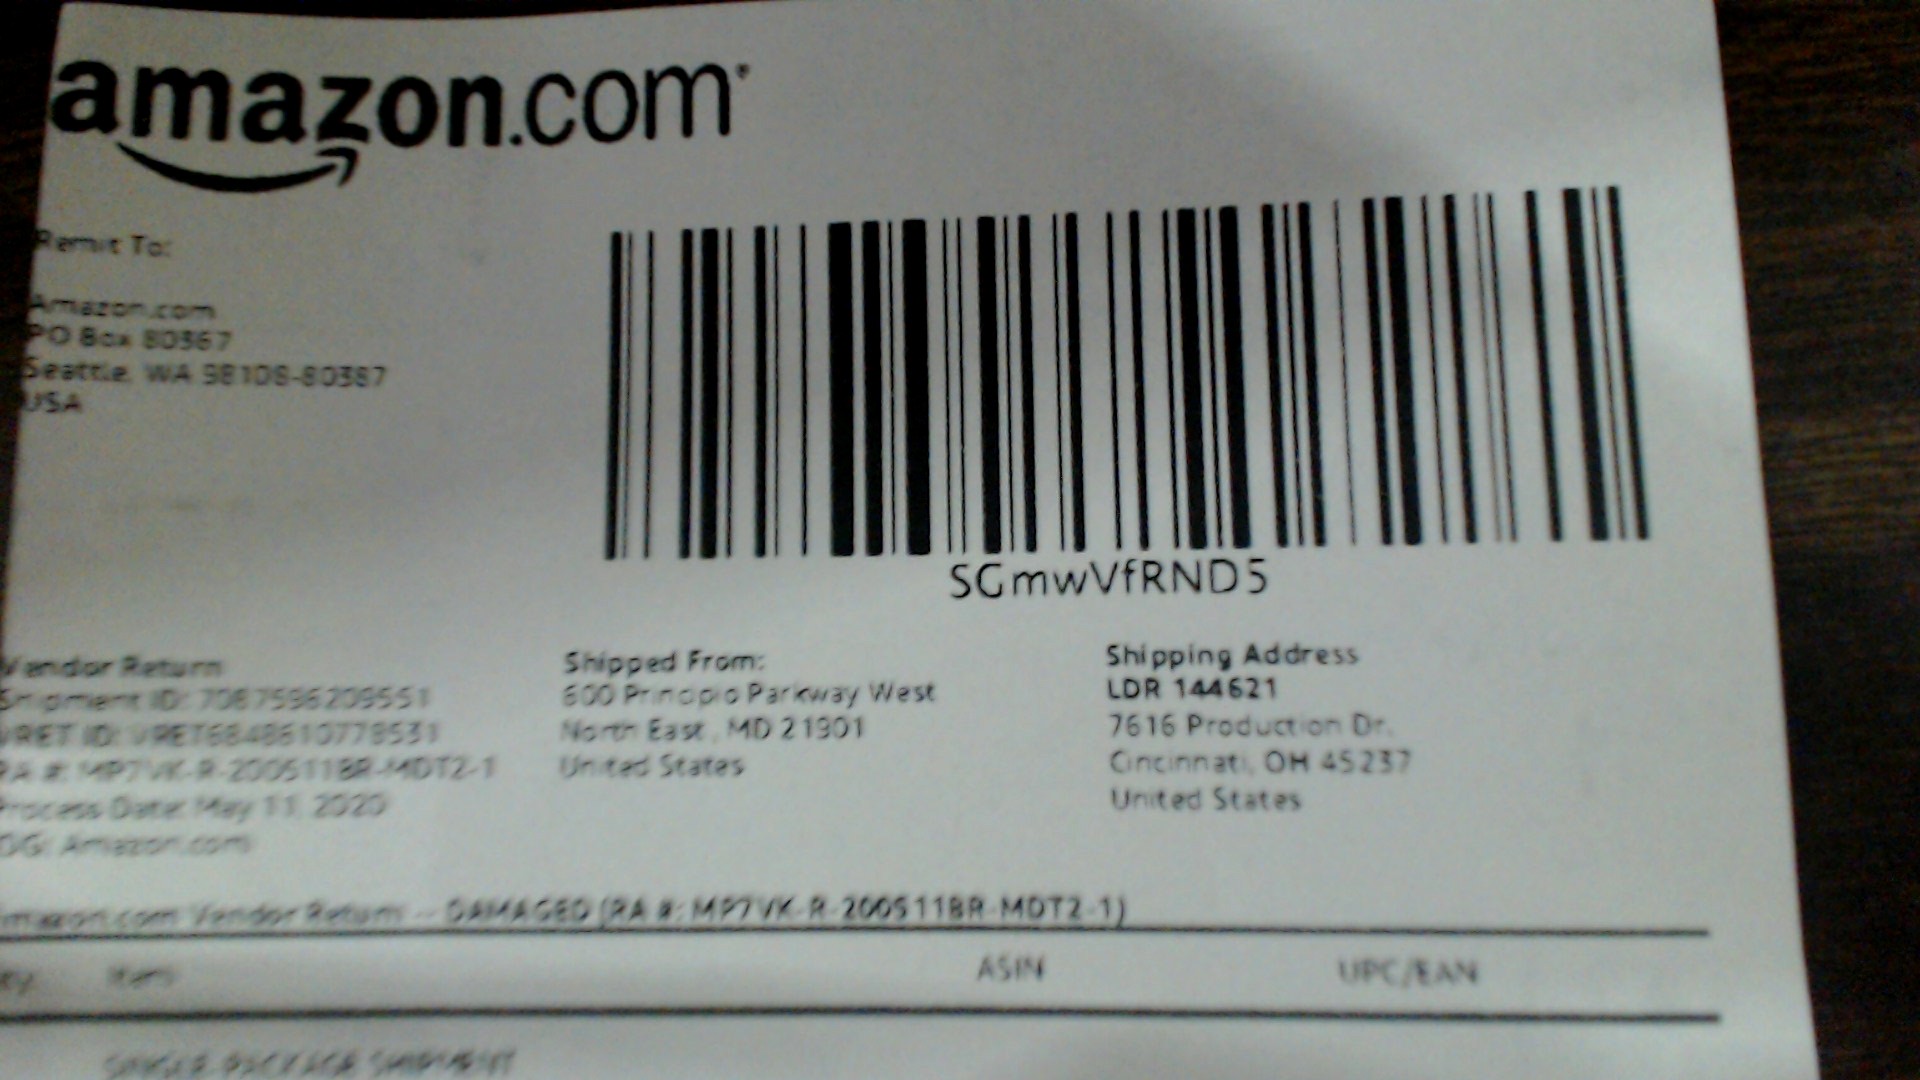 amazon.com
Remit To:
Amazon.com
PO Box 80367
Seattle, WA 98108-80387
USA
SGmwVfRND5
Vendor Return
Shipment ID: 7087596209551
VRET ID: VRET6848610778531
RA #: MP7VK-R-200511BR-MDT2-1
Process Date: May 11, 2020
Amazon.com
Shipped From:
600 Principio Parkway West
North East, MD 21901
United States
Shipping Address
LDR 144621
7616 Production Dr.
Cincinnati, OH 45237
United States
Amazon.com Vendor Return -- DAMAGED (RA #: MP7VK-R-200511BR-MDT2-1)
Item ASIN UPC/EAN
SINGLE PACKAGE SHIPMENT